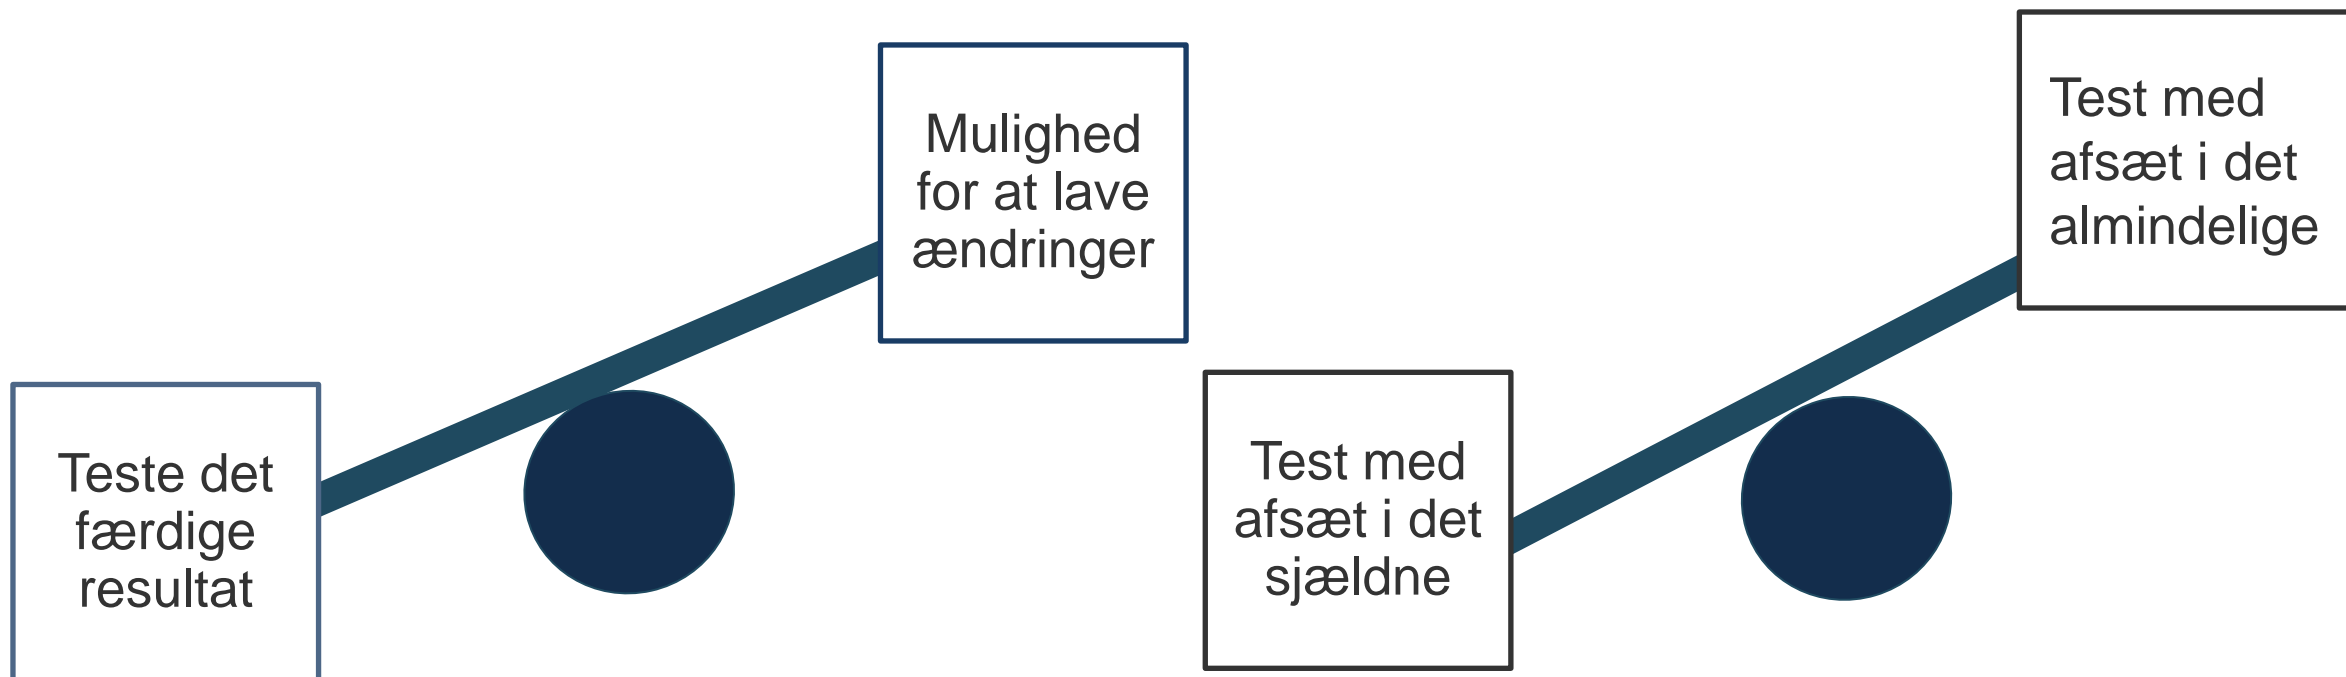 Mulighed
for at lave
ændringer
Teste det
færdige
resultat
Test med
afsæt i det
almindelige
Test med
afsæt i det
sjældne